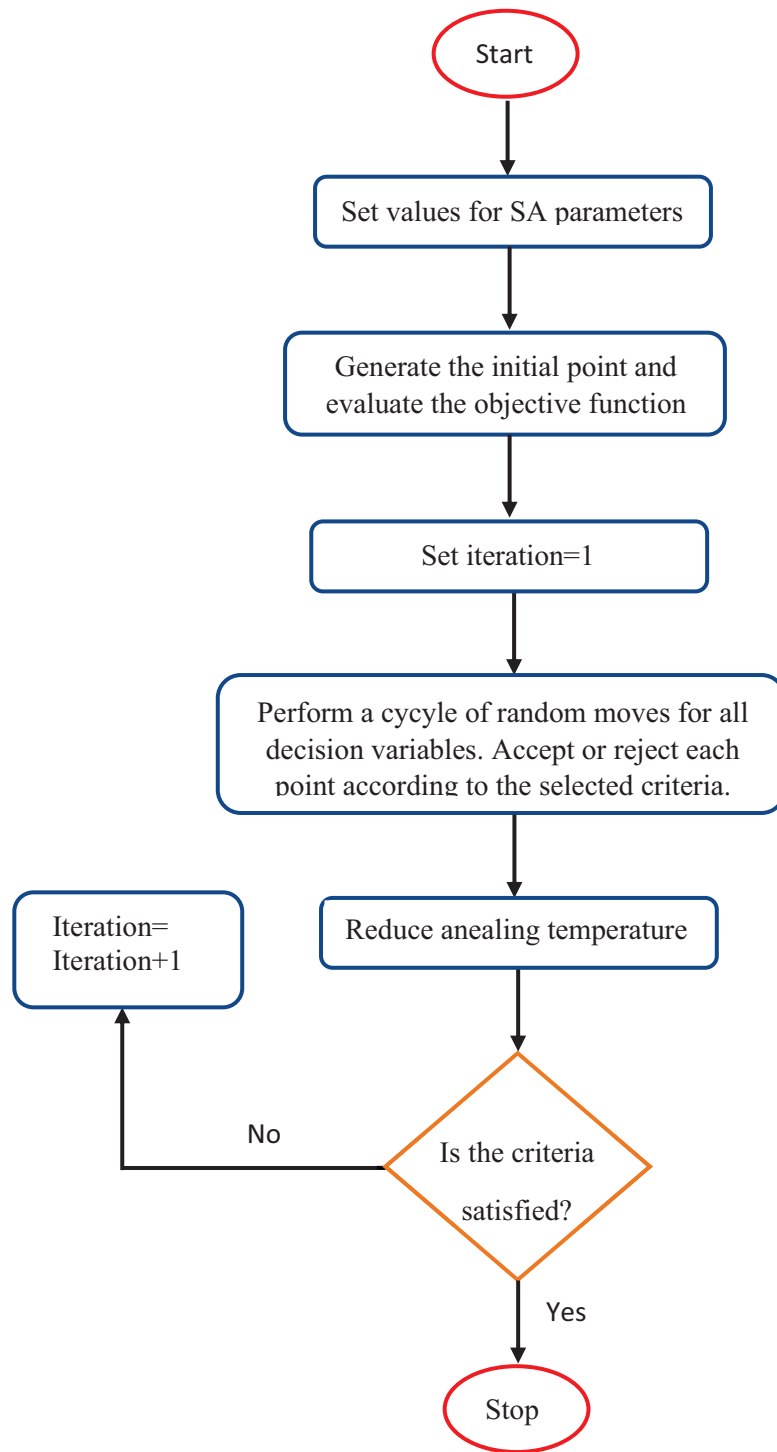 Start
Set values for SA parameters
Generate the initial point and
evaluate the objective function
Set iteration=1
Perform a cycyle of random moves for all
decision variables. Accept or reject each
point according to the selected criteria.
Reduce anealing temperature
Iteration=
Iteration+1
No
Is the criteria
satisfied?
Yes
Stop